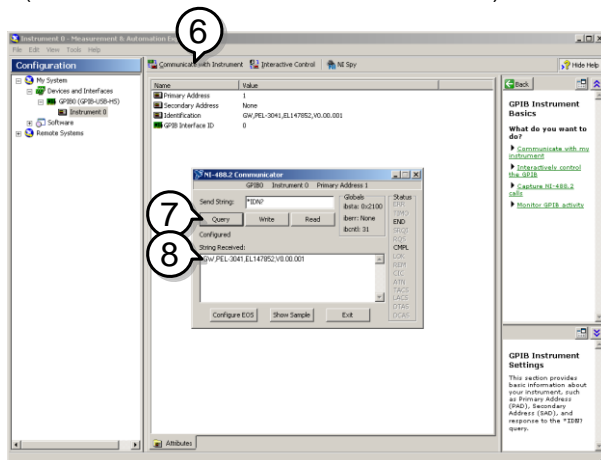 Instrument 0 - Measurement & Automation Ex
File Edit View Tools Help
6
Configuration
Communicate with Instrument Interactive Control NI Spy
Hide Help
My System
Devices and Interfaces
GPIB0 (GPIB-USB-HS)
Instrument 0
Software
Remote Systems
Name Value
Primary Address 1
Secondary Address None
Identification GW,PEL-3041,EL147852,V0.00.001
GPIB Interface ID 0
NI-488.2 Communicator
GPIB0 Instrument 0 Primary Address 1
Send String: *IDN?
7
Query Write Read
Configured
Globals
ibsta: 0x2100
iberr: None
ibcntl: 31
Status
ERR
TIMO
END
SRQI
RQS
CMPL
LOK
REM
CIC
ATN
TACS
LACS
DTAS
DCAS
String Received:
8
GW,PEL-3041,EL147852,V0.00.001
Configure EOS Show Sample Exit
Attributes
Back
GPIB Instrument
Basics
What do you want to
do?
Communicate with my
instrument
Interactively control
the GPIB
Capture NI-488.2
calls
Monitor GPIB activity
GPIB Instrument
Settings
This section provides
basic information about
your instrument, such
as Primary Address
(PAD), Secondary
Address (SAD), and
response to the *IDN?
query.